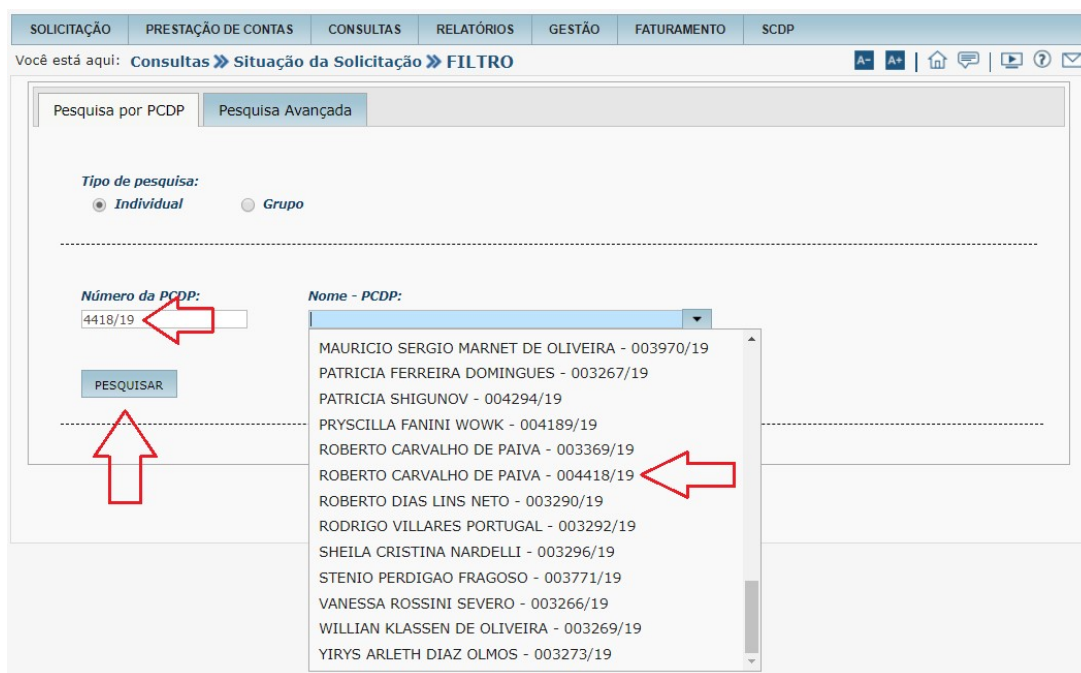 SOLICITAÇÃO PRESTAÇÃO DE CONTAS CONSULTAS RELATÓRIOS GESTÃO FATURAMENTO SCDP
Você está aqui: Consultas » Situação da Solicitação » FILTRO A- A+ | | ?
Pesquisa por PCDP Pesquisa Avançada
Tipo de pesquisa:
Individual Grupo
Número da PCDP: Nome - PCDP:
4418/19
MAURICIO SERGIO MARNET DE OLIVEIRA - 003970/19
PATRICIA FERREIRA DOMINGUES - 003267/19
PESQUISAR
PATRICIA SHIGUNOV - 004294/19
PRYSCILLA FANINI WOWK - 004189/19
ROBERTO CARVALHO DE PAIVA - 003369/19
ROBERTO CARVALHO DE PAIVA - 004418/19
ROBERTO DIAS LINS NETO - 003290/19
RODRIGO VILLARES PORTUGAL - 003292/19
SHEILA CRISTINA NARDELLI - 003296/19
STENIO PERDIGAO FRAGOSO - 003771/19
VANESSA ROSSINI SEVERO - 003266/19
WILLIAN KLASSEN DE OLIVEIRA - 003269/19
YIRYS ARLETH DIAZ OLMOS - 003273/19